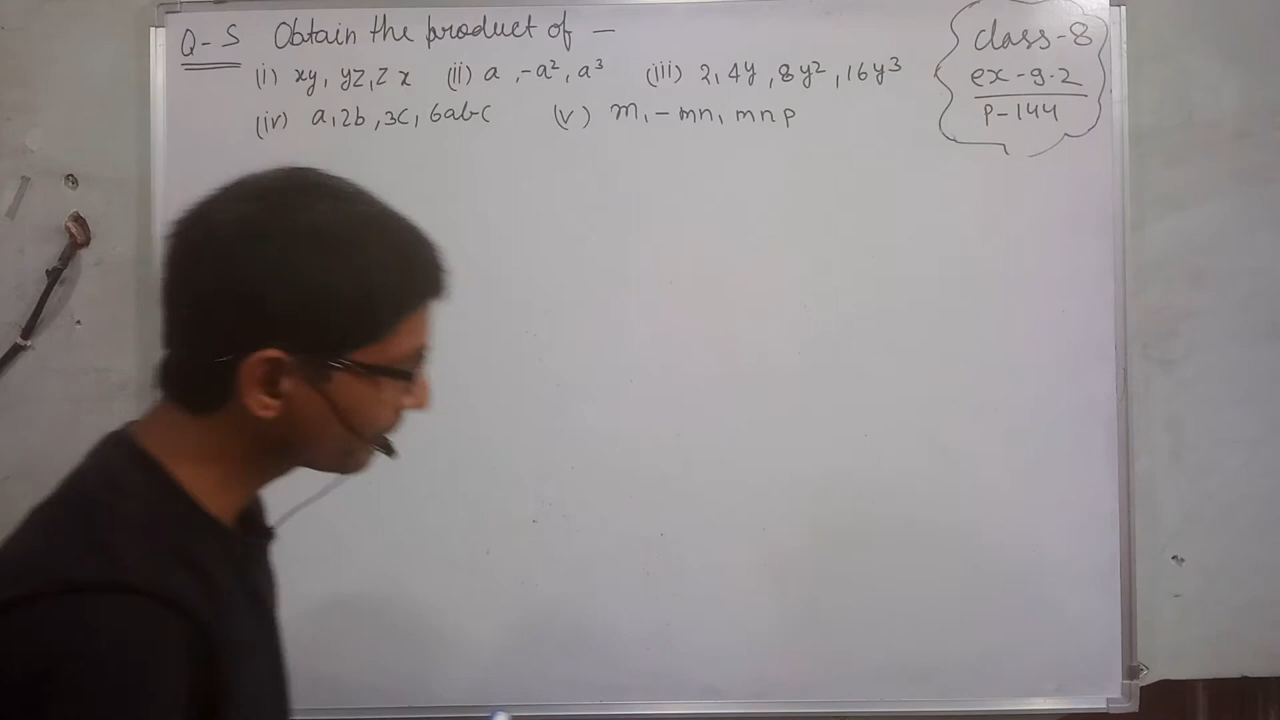 Q-5 Obtain the product of —
(i) xy, yz, z x (ii) a, -a², a³ (iii) 2, 4y, 8y², 16y³
(iv) a, 2b, 3c, 6abc (v) m, - mn, mnp
class-8
ex-9.2
P-144